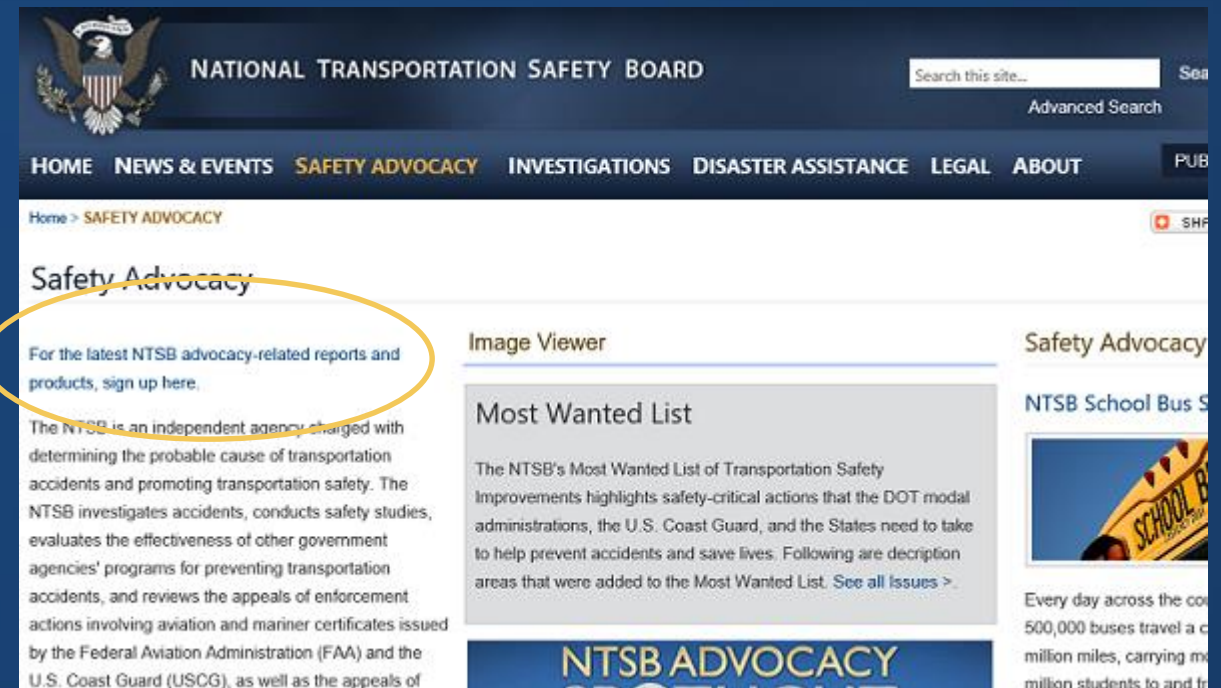 NATIONAL TRANSPORTATION SAFETY BOARD
Search this site...
Advanced Search
HOME NEWS & EVENTS SAFETY ADVOCACY INVESTIGATIONS DISASTER ASSISTANCE LEGAL ABOUT
Home > SAFETY ADVOCACY
Safety Advocacy
For the latest NTSB advocacy-related reports and
products, sign up here.
The NTSB is an independent agency charged with
determining the probable cause of transportation
accidents and promoting transportation safety. The
NTSB investigates accidents, conducts safety studies,
evaluates the effectiveness of other government
agencies' programs for preventing transportation
accidents, and reviews the appeals of enforcement
actions involving aviation and mariner certificates issued
by the Federal Aviation Administration (FAA) and the
U.S. Coast Guard (USCG), as well as the appeals of
Image Viewer
Most Wanted List
The NTSB's Most Wanted List of Transportation Safety
Improvements highlights safety-critical actions that the DOT modal
administrations, the U.S. Coast Guard, and the States need to take
to help prevent accidents and save lives. Following are decription
areas that were added to the Most Wanted List. See all Issues >.
NTSB ADVOCACY
Safety Advocacy
NTSB School Bus
SCHOOL
Every day across the
500,000 buses travel a
million miles, carrying
million students to and